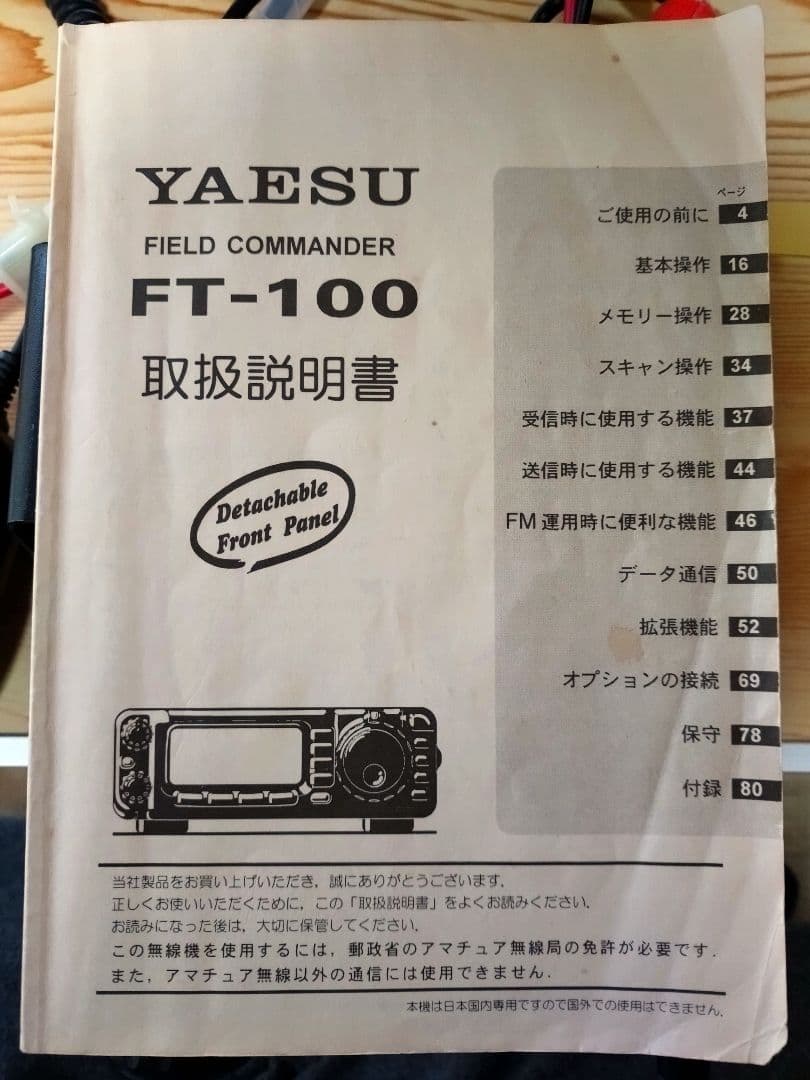 YAESU
FIELD COMMANDER
FT-100
取扱説明書
Detachable
Front Panel
ページ
ご使用の前に 4
基本操作 16
メモリー操作 28
スキャン操作 34
受信時に使用する機能 37
送信時に使用する機能 44
FM運用時に便利な機能 46
データ通信 50
拡張機能 52
オプションの接続 69
保守 78
付録 80
当社製品をお買い上げいただき，誠にありがとうございます．
正しくお使いいただくために，この「取扱説明書」をよくお読みください．
お読みになった後は，大切に保管してください．
この無線機を使用するには，郵政省のアマチュア無線局の免許が必要です．
また，アマチュア無線以外の通信には使用できません．
本機は日本国内専用ですので国外での使用はできません．